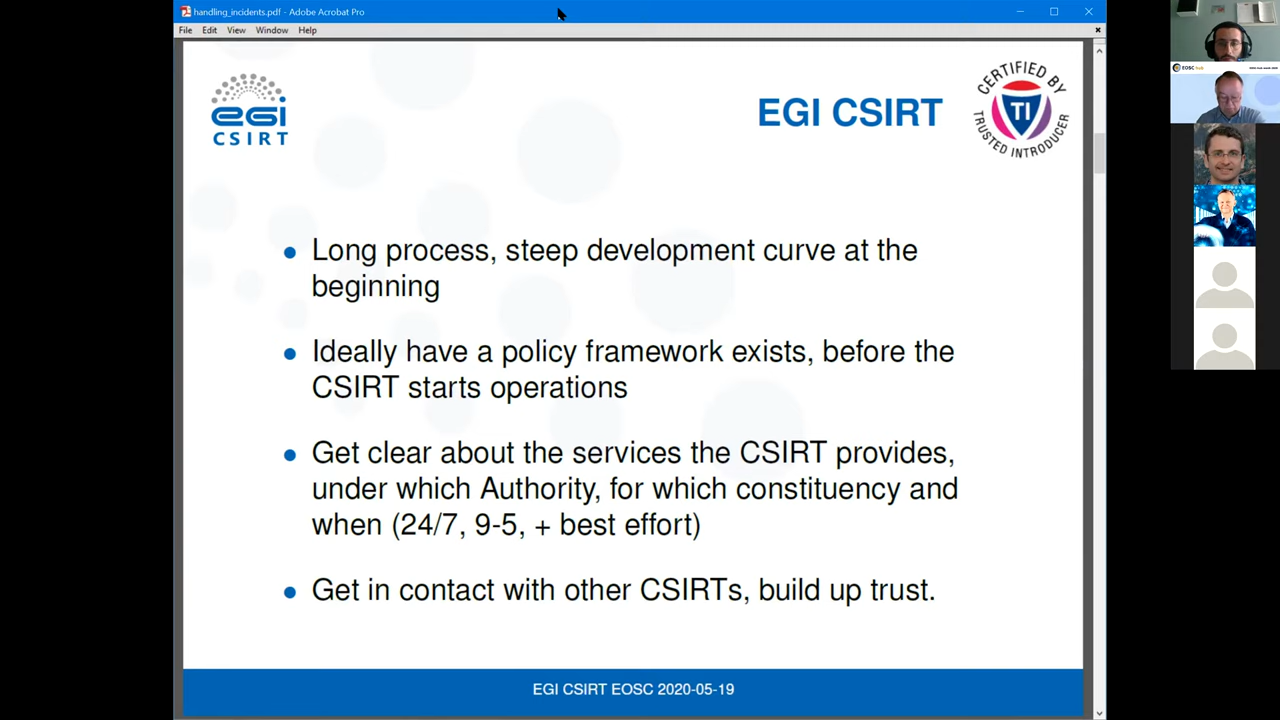 handling_incidents.pdf - Adobe Acrobat Pro
File Edit View Window Help
egi
CSIRT
EGI CSIRT
CERTIFIED BY
TI
TRUSTED INTRODUCER
Long process, steep development curve at the
beginning
Ideally have a policy framework exists, before the
CSIRT starts operations
Get clear about the services the CSIRT provides,
under which Authority, for which constituency and
when (24/7, 9-5, + best effort)
Get in contact with other CSIRTs, build up trust.
EGI CSIRT EOSC 2020-05-19